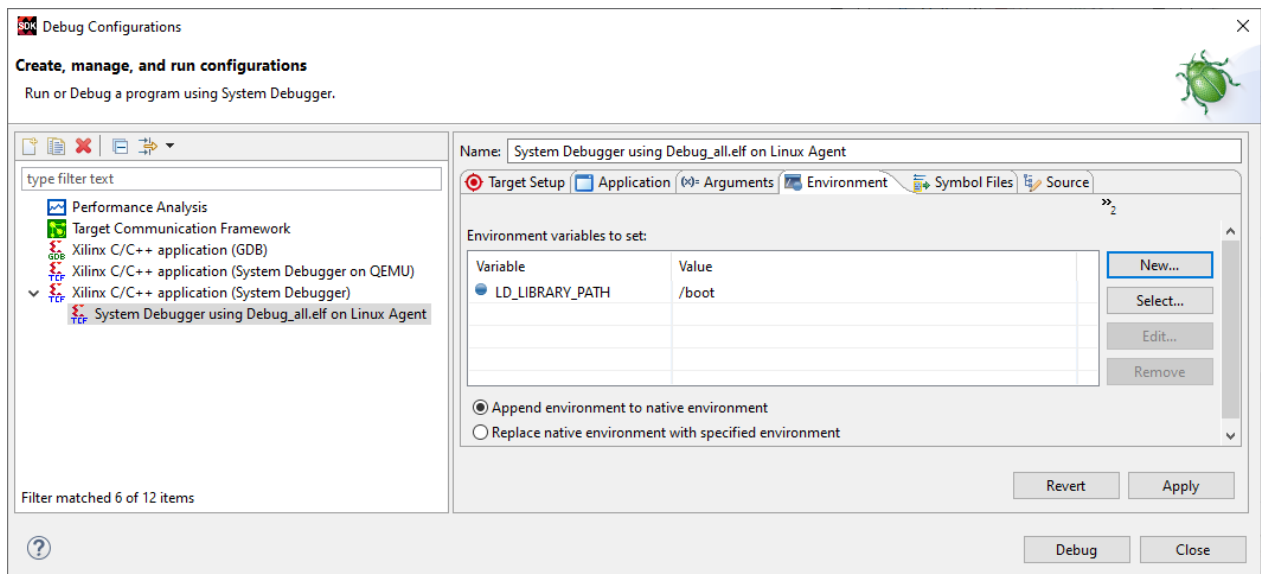 SDK Debug Configurations
Create, manage, and run configurations
Run or Debug a program using System Debugger.
type filter text
Performance Analysis
Target Communication Framework
GDB Xilinx C/C++ application (GDB)
TCF Xilinx C/C++ application (System Debugger on QEMU)
TCF Xilinx C/C++ application (System Debugger)
TCF System Debugger using Debug_all.elf on Linux Agent
Filter matched 6 of 12 items
Name: System Debugger using Debug_all.elf on Linux Agent
Target Setup Application (x)= Arguments Environment Symbol Files Source
»2
Environment variables to set:
Variable Value
LD_LIBRARY_PATH /boot
New...
Select...
Edit...
Remove
Append environment to native environment
Replace native environment with specified environment
Revert Apply
? Debug Close